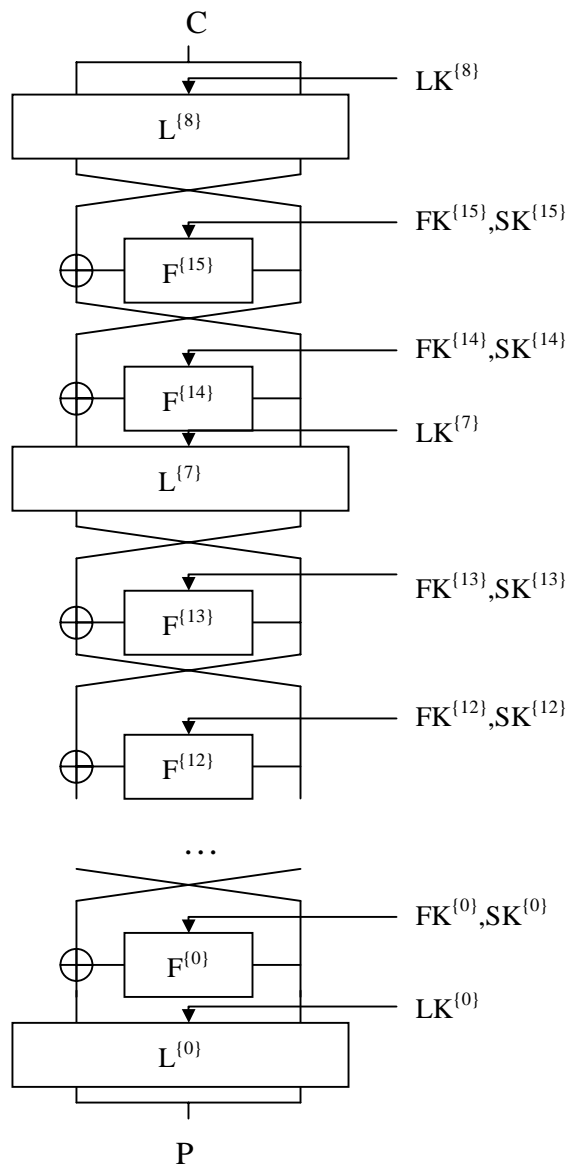 C
LK^{8}
L^{8}
FK^{15},SK^{15}
F^{15}
FK^{14},SK^{14}
F^{14}
LK^{7}
L^{7}
FK^{13},SK^{13}
F^{13}
FK^{12},SK^{12}
F^{12}
...
FK^{0},SK^{0}
F^{0}
LK^{0}
L^{0}
P